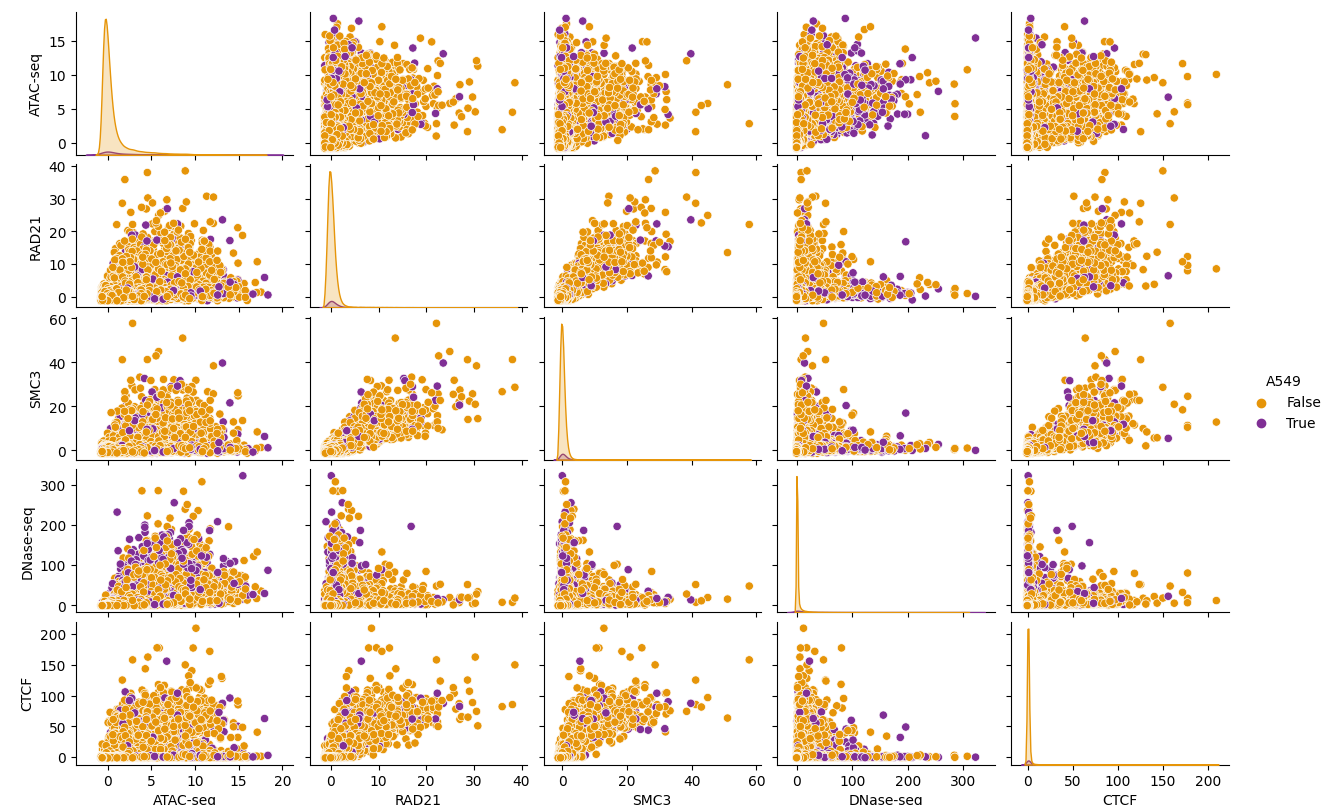 15
10
5
0
ATAC-seq
40
30
20
10
0
RAD21
60
40
20
0
SMC3
A549
False
True
300
200
100
0
DNase-seq
200
150
100
50
0
CTCF
0 5 10 15 20
0 10 20 30 40
0 20 40 60
0 100 200 300
0 50 100 150 200
ATAC-seq RAD21 SMC3 DNase-seq CTCF